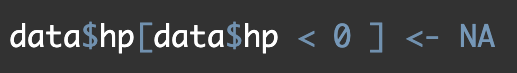 data$hp[data$hp < 0 ] <- NA